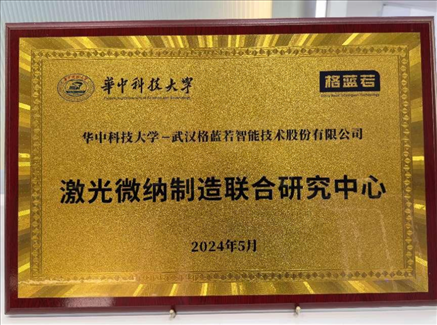 华中科技大学
格蓝若
华中科技大学－武汉格蓝若智能技术股份有限公司
激光微纳制造联合研究中心
2024年5月